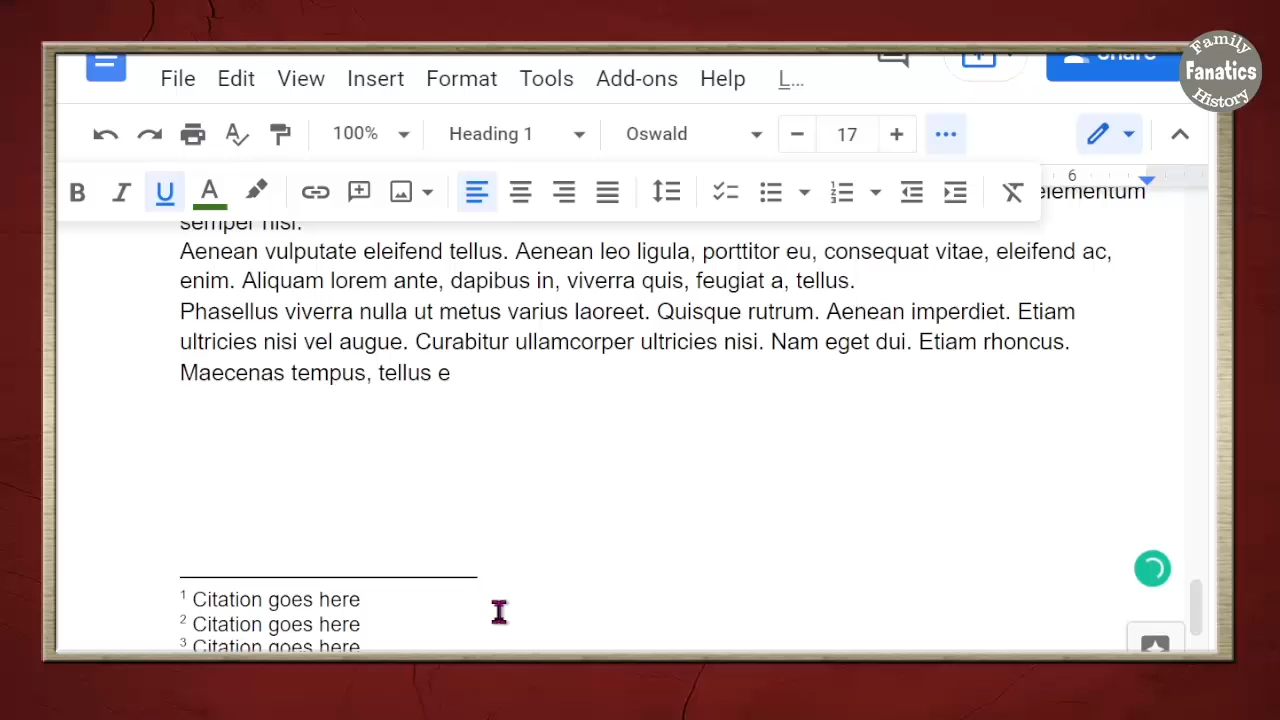 Family
Fanatics
History
Share
File Edit View Insert Format Tools Add-ons Help L...
100% Heading 1 Oswald 17
B I U A
6
elementum
semper nisi.
Aenean vulputate eleifend tellus. Aenean leo ligula, porttitor eu, consequat vitae, eleifend ac,
enim. Aliquam lorem ante, dapibus in, viverra quis, feugiat a, tellus.
Phasellus viverra nulla ut metus varius laoreet. Quisque rutrum. Aenean imperdiet. Etiam
ultricies nisi vel augue. Curabitur ullamcorper ultricies nisi. Nam eget dui. Etiam rhoncus.
Maecenas tempus, tellus e
1 Citation goes here
2 Citation goes here
3 Citation goes here